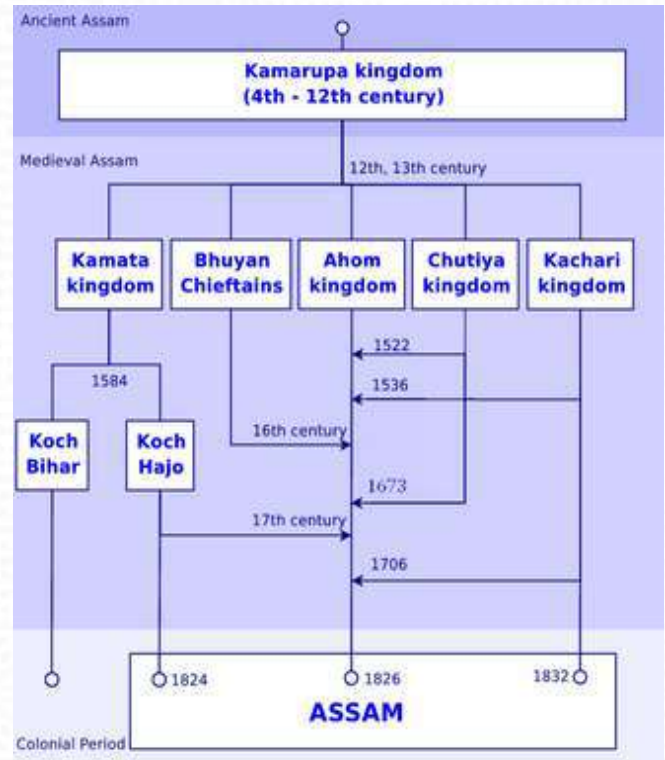 Ancient Assam
Kamarupa kingdom
(4th - 12th century)
Medieval Assam
12th, 13th century
Kamata
kingdom
Bhuyan
Chieftains
Ahom
kingdom
Chutiya
kingdom
Kachari
kingdom
1522
1584
1536
Koch
Bihar
Koch
Hajo
16th century
1673
17th century
1706
1824
1826
1832
ASSAM
Colonial Period